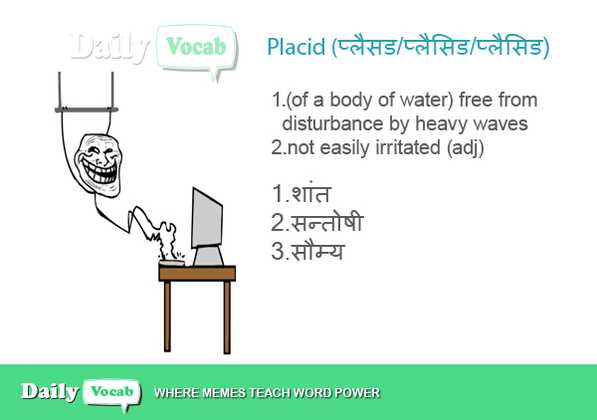 Daily Vocab
Placid (प्लैसड/प्लैसिड/प्लैसिड)
1.(of a body of water) free from
disturbance by heavy waves
2.not easily irritated (adj)
1.शांत
2.सन्तोषी
3.सौम्य
Daily Vocab WHERE MEMES TEACH WORD POWER